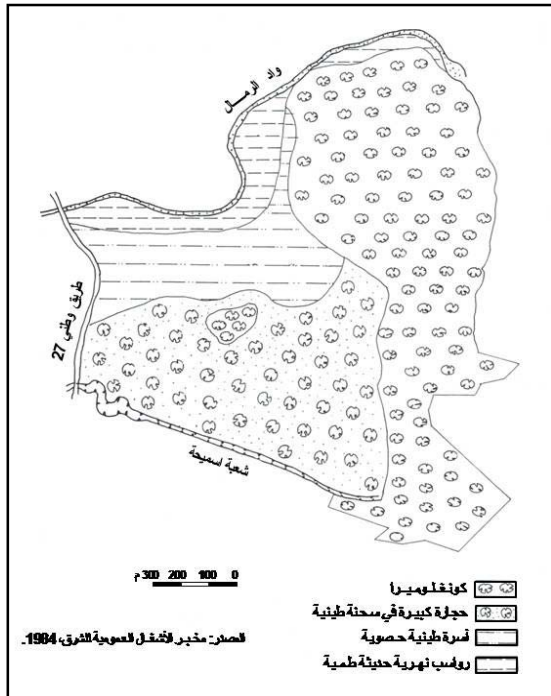 واد الرمال
طريق وطني 27
شعبة اسميحة
300 200 100 0 م
كونغلوميرا
حجارة كبيرة في سحنة طينية
أسرة طينية حصوية
رواسب نهرية حديثة طمية
المصدر: مخبر الأشغال العمومية للشرق، 1984.